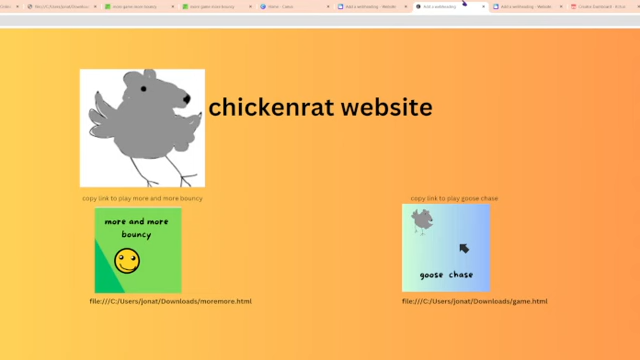 chickenrat website
copy link to play more and more bouncy
copy link to play goose chase
more and more
bouncy
goose chase
file:///C:/Users/jonat/Downloads/moremore.html
file:///C:/Users/jonat/Downloads/game.html